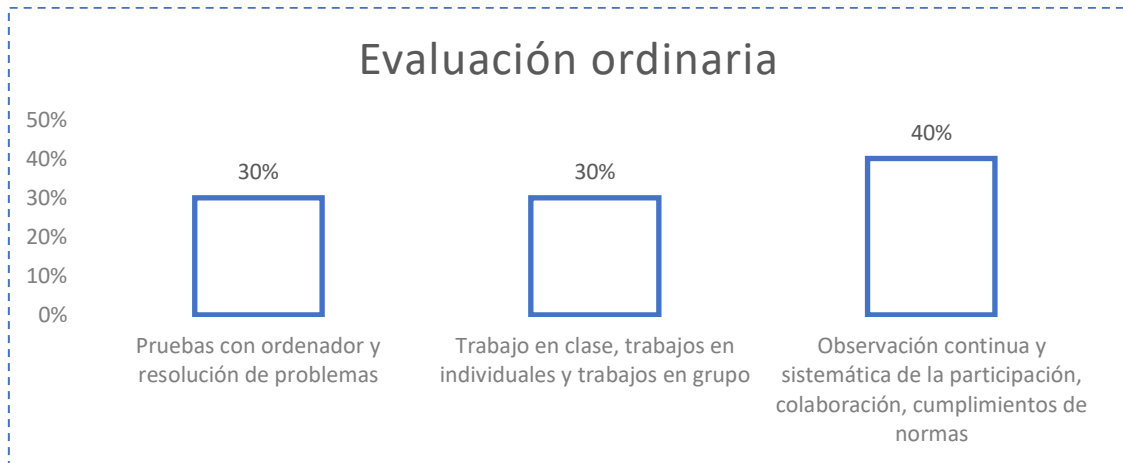 Evaluación ordinaria
50%
40%
30%
20%
10%
0%
30%
30%
40%
Pruebas con ordenador y
resolución de problemas
Trabajo en clase, trabajos en
individuales y trabajos en grupo
Observación continua y
sistemática de la participación,
colaboración, cumplimientos de
normas